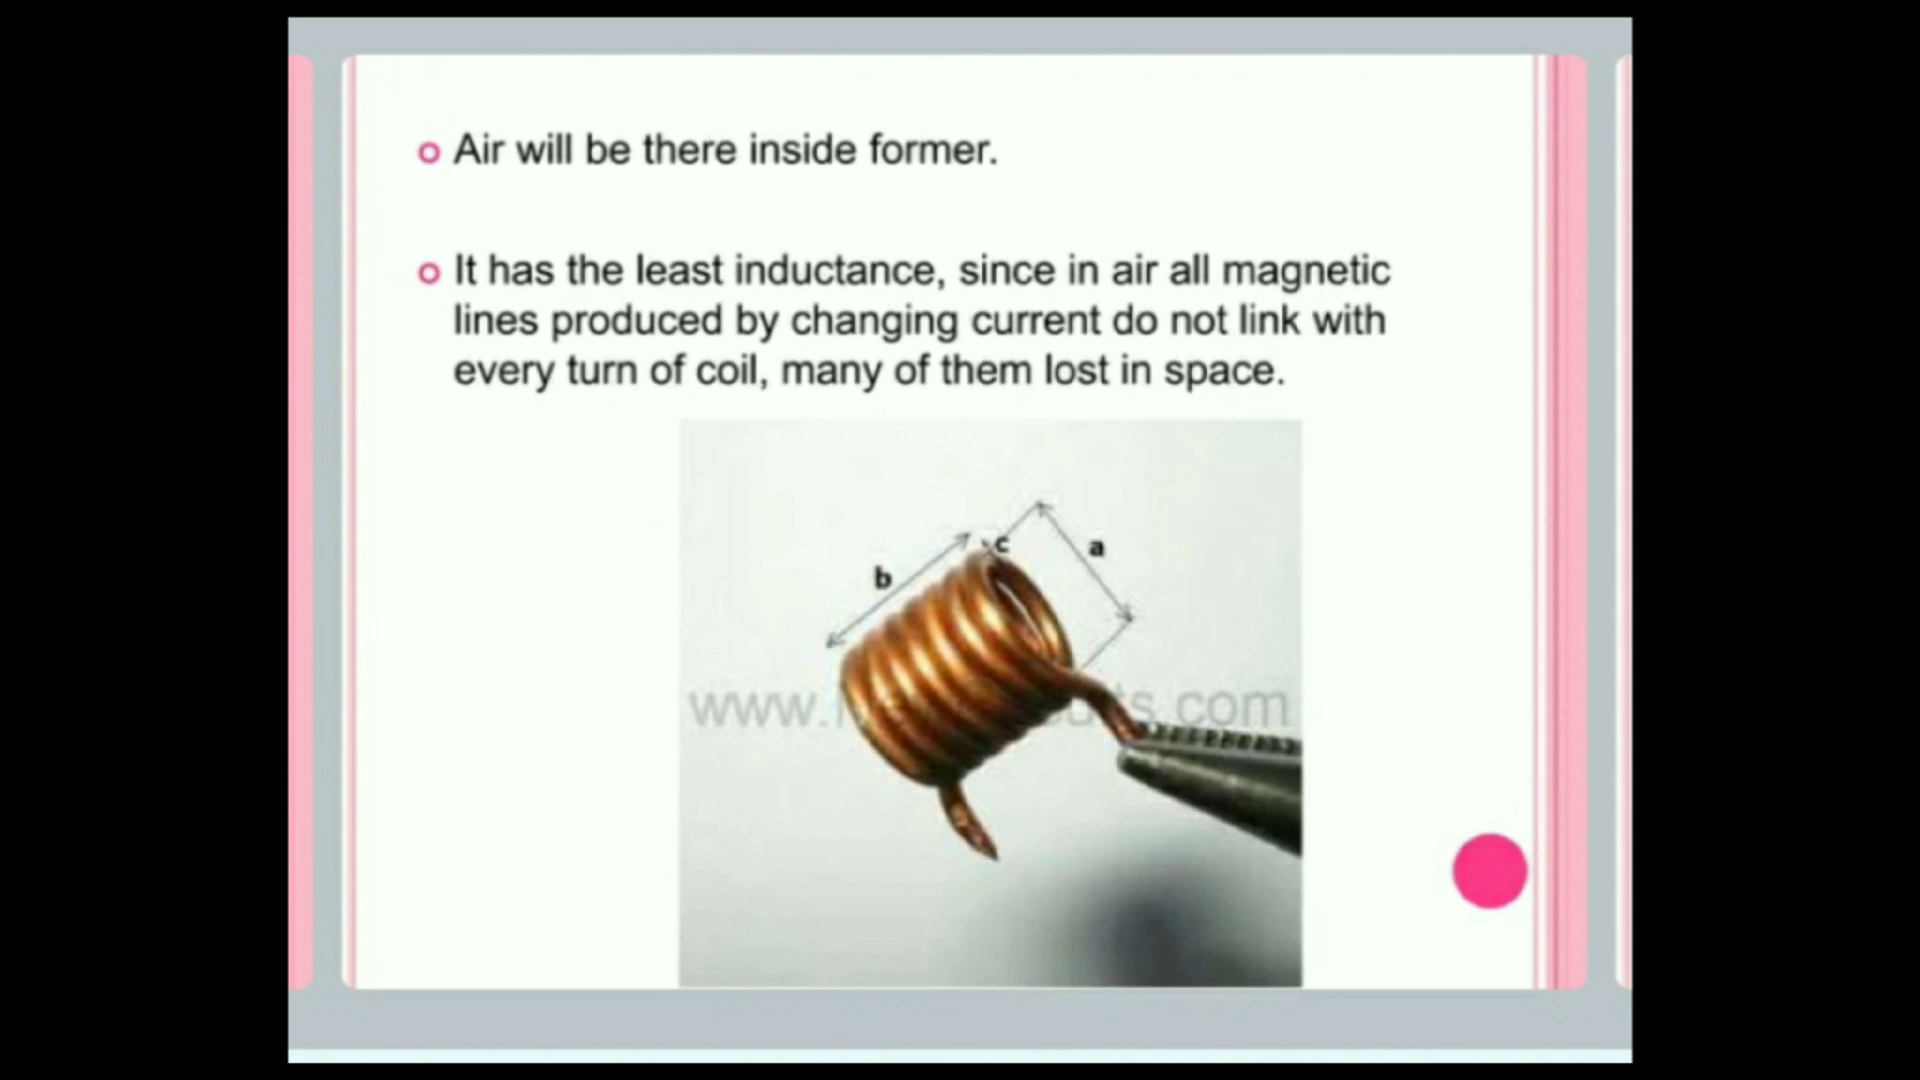 Air will be there inside former.
It has the least inductance, since in air all magnetic
lines produced by changing current do not link with
every turn of coil, many of them lost in space.
c
a
b
www.
.com